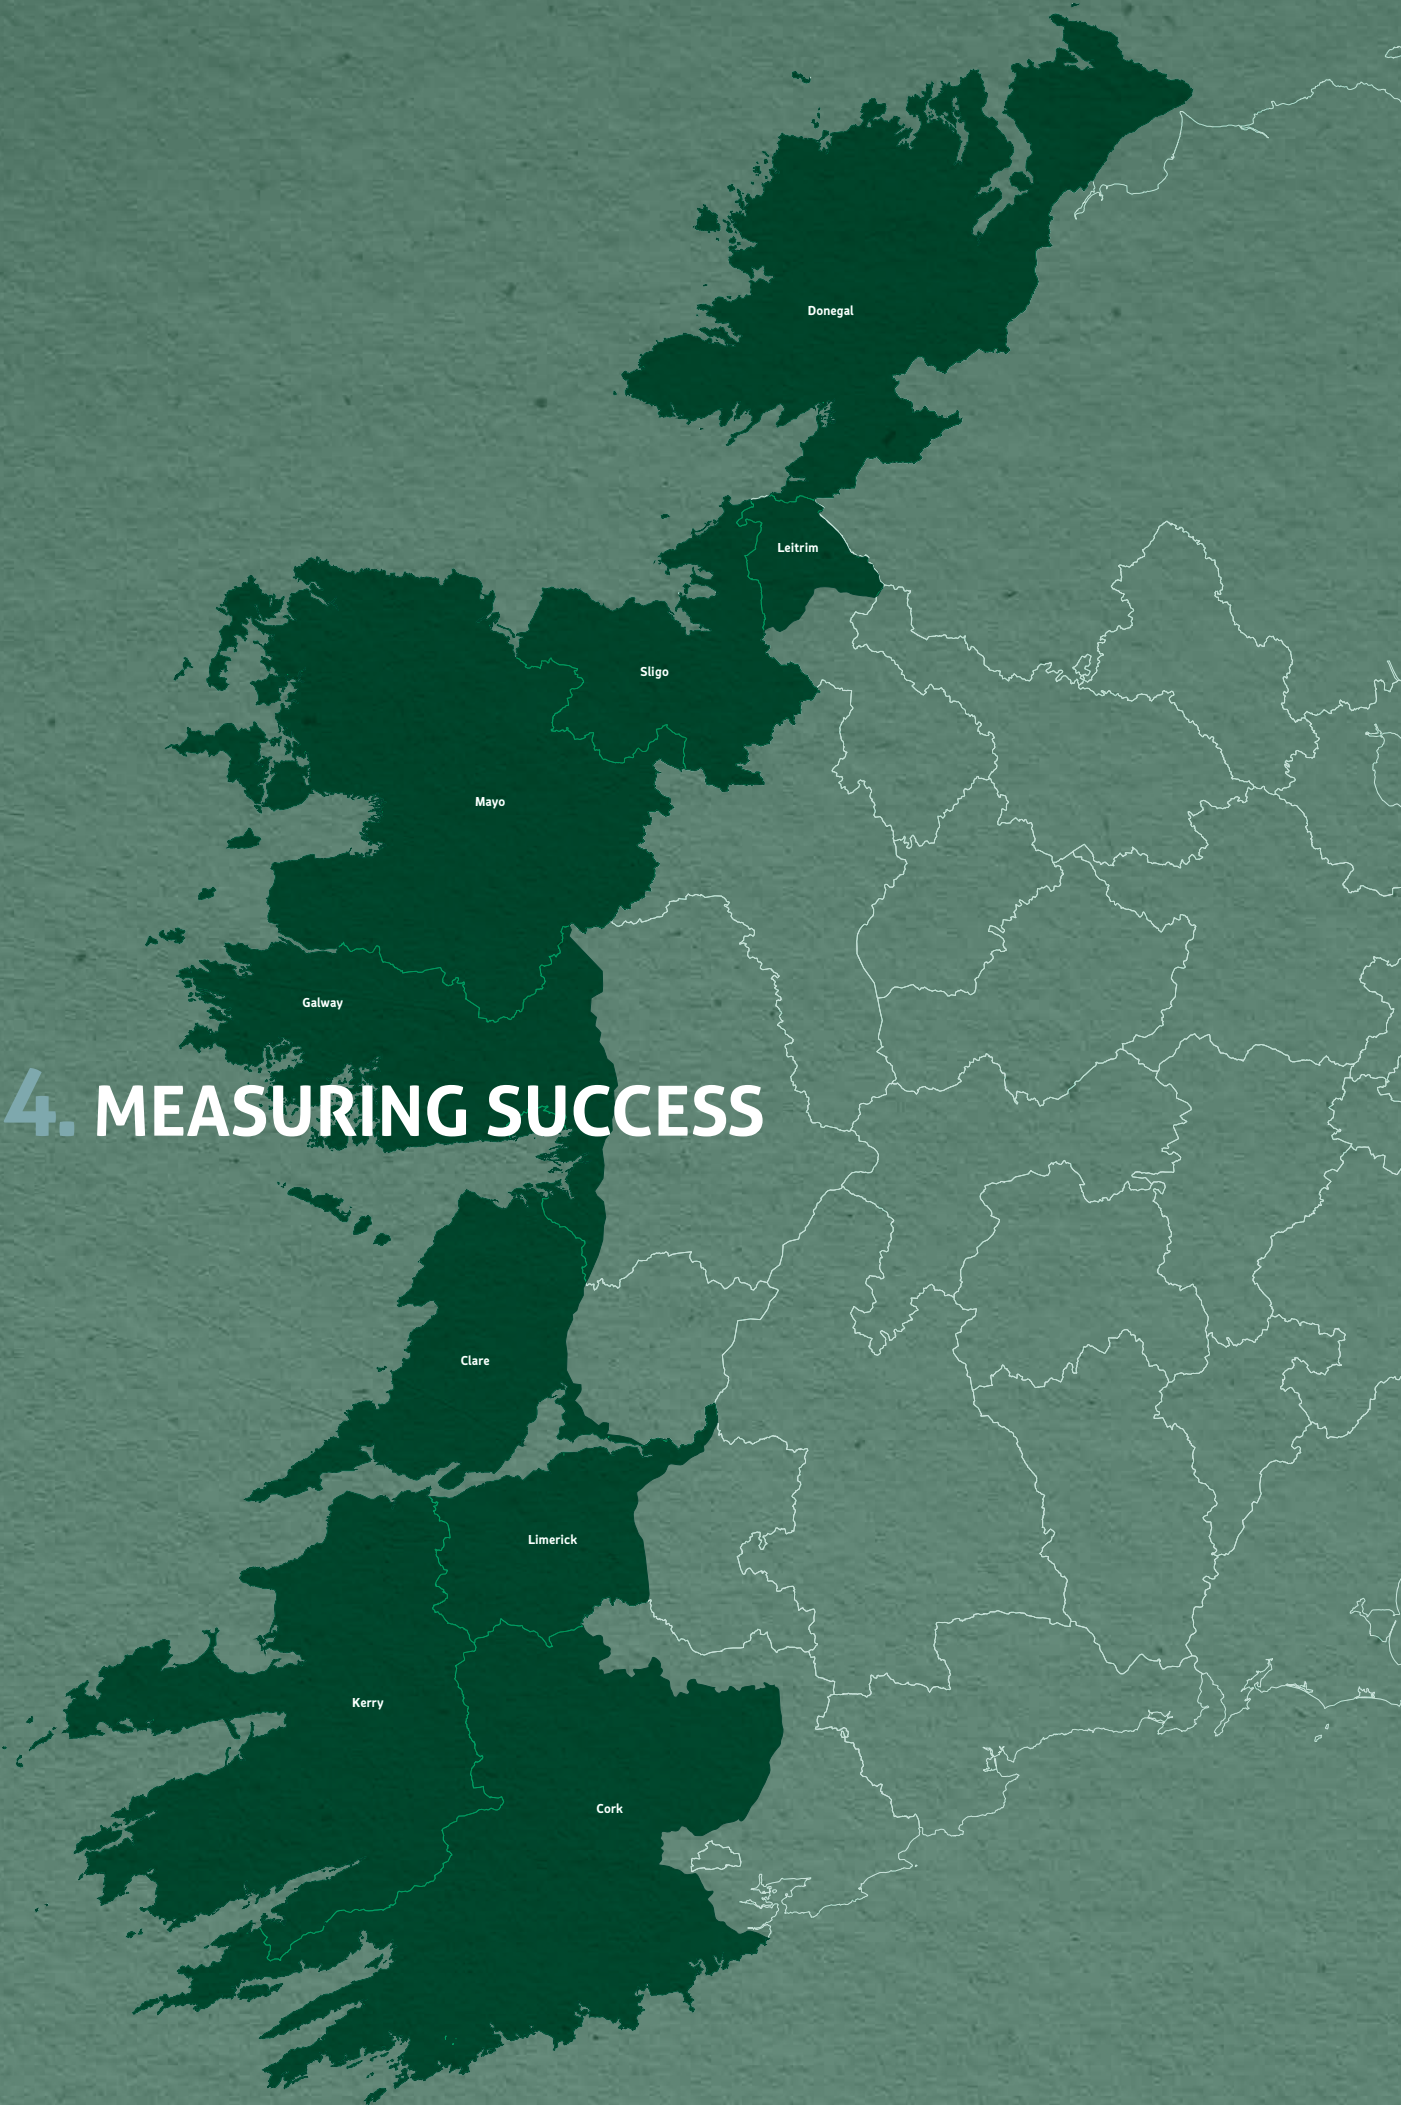 Donegal
Leitrim
Sligo
Mayo
Galway
4. MEASURING SUCCESS
Clare
Limerick
Kerry
Cork